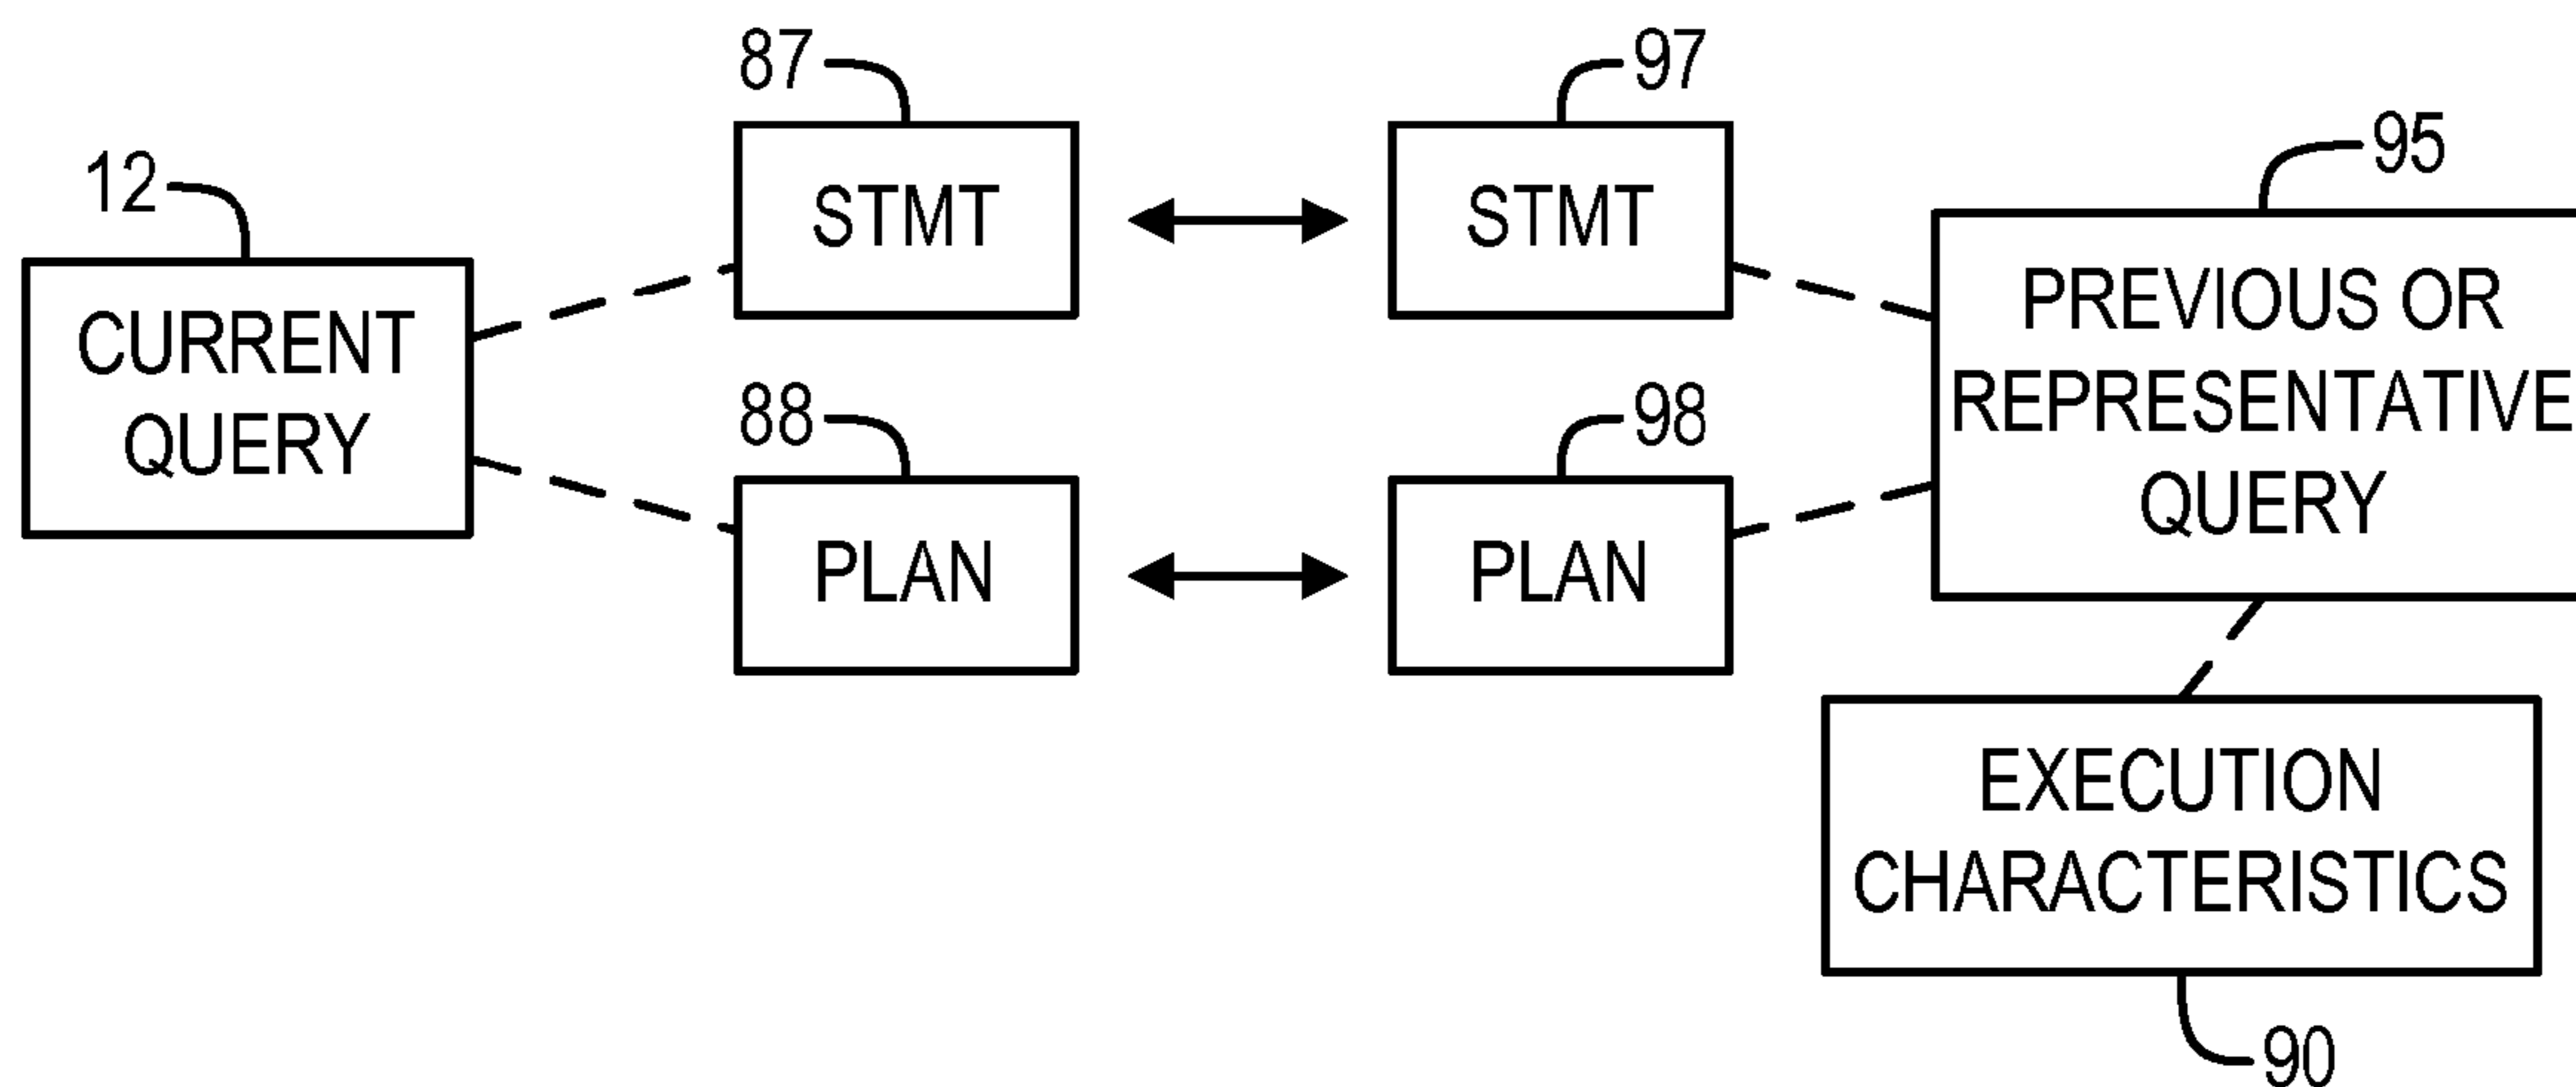 87
97
95
12
STMT
STMT
CURRENT
QUERY
PREVIOUS OR
REPRESENTATIVE
QUERY
88
98
PLAN
PLAN
EXECUTION
CHARACTERISTICS
90